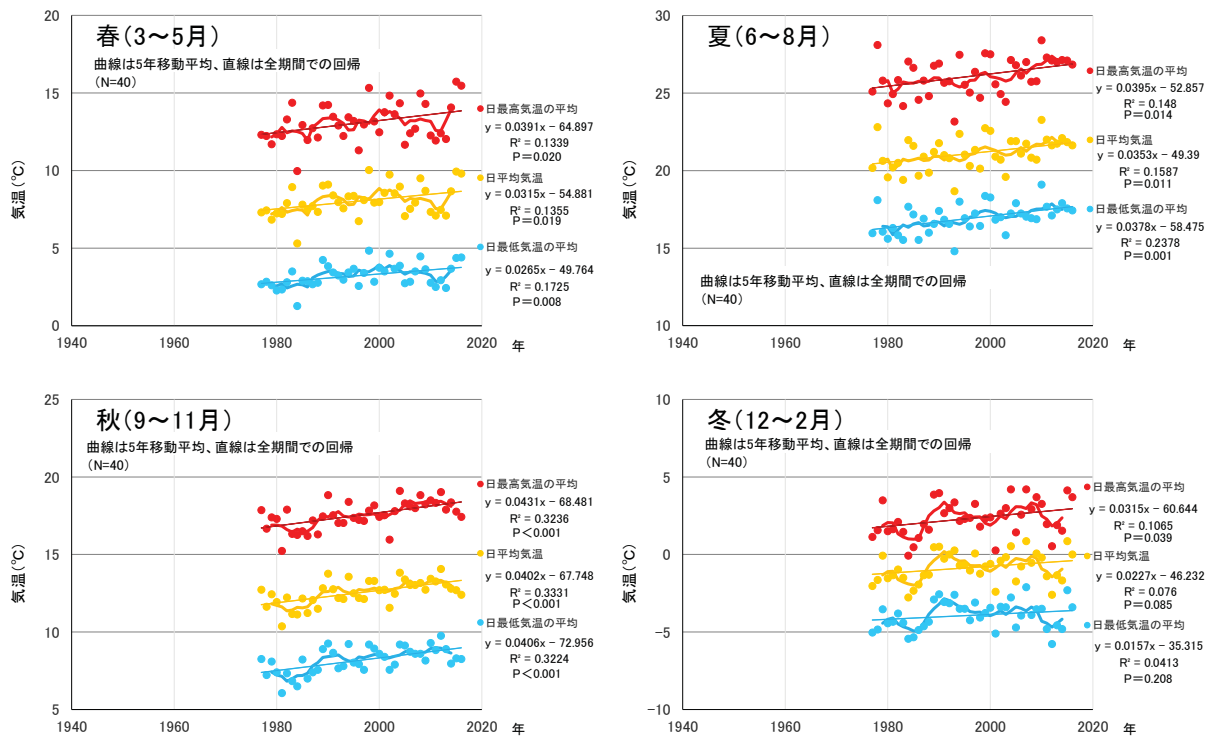 春（3～5月）
曲線は5年移動平均、直線は全期間での回帰
（N=40）
気温（℃）
20
15
10
5
0
1940
1960
1980
2000
2020
年
日最高気温の平均
y = 0.0391x − 64.897
R² = 0.1339
P＝0.020
日平均気温
y = 0.0315x − 54.881
R² = 0.1355
P＝0.019
日最低気温の平均
y = 0.0265x − 49.764
R² = 0.1725
P＝0.008
夏（6～8月）
気温（℃）
30
25
20
15
10
日最高気温の平均
y = 0.0395x − 52.857
R² = 0.148
P＝0.014
日平均気温
y = 0.0353x − 49.39
R² = 0.1587
P＝0.011
日最低気温の平均
y = 0.0378x − 58.475
R² = 0.2378
P＝0.001
曲線は5年移動平均、直線は全期間での回帰
（N=40）
1940
1960
1980
2000
2020
年
秋（9～11月）
曲線は5年移動平均、直線は全期間での回帰
（N=40）
気温（℃）
25
20
15
10
5
日最高気温の平均
y = 0.0431x − 68.481
R² = 0.3236
P＜0.001
日平均気温
y = 0.0402x − 67.748
R² = 0.3331
P＜0.001
日最低気温の平均
y = 0.0406x − 72.956
R² = 0.3224
P＜0.001
1940
1960
1980
2000
2020
年
冬（12～2月）
曲線は5年移動平均、直線は全期間での回帰
（N=40）
気温（℃）
10
5
0
−5
−10
日最高気温の平均
y = 0.0315x − 60.644
R² = 0.1065
P＝0.039
日平均気温
y = 0.0227x − 46.232
R² = 0.076
P＝0.085
日最低気温の平均
y = 0.0157x − 35.315
R² = 0.0413
P＝0.208
1940
1960
1980
2000
2020
年